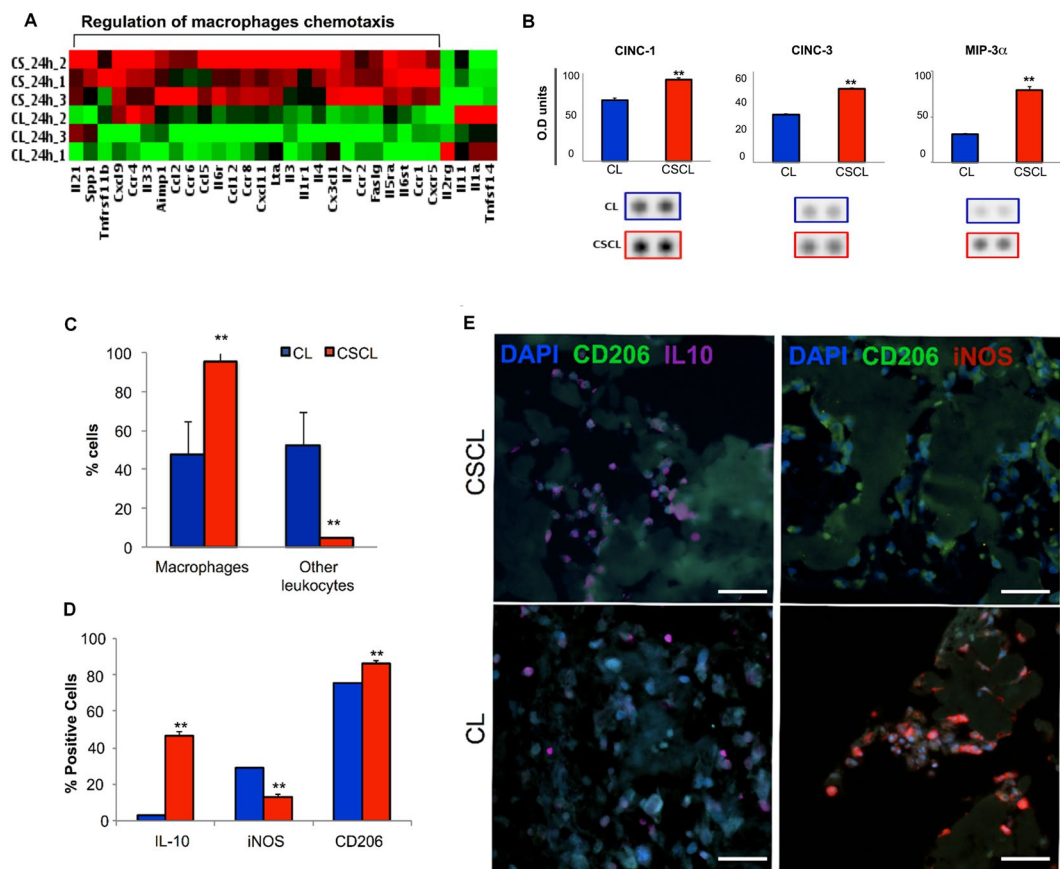 A
Regulation of macrophages chemotaxis
CS_24h_2
CS_24h_1
CS_24h_3
CL_24h_2
CL_24h_3
CL_24h_1
Il21
Spp1
Tnfrsf11b
Cxcl9
Ccr4
Il33
Aimp1
Ccl2
Ccr6
Ccl5
Il6r
Ccl12
Ccr8
Cxcl11
Lta
Il3
Il1r1
Il4
Cx3cl1
Il7
Ccr2
Faslg
Il5ra
Il6st
Ccr1
Cxcr5
Il2rg
Il11
Il1a
Tnfsf14
B
CINC-1
CINC-3
MIP-3α
O.D units
100
50
0
**
CL
CSCL
60
40
20
0
**
CL
CSCL
100
50
0
**
CL
CSCL
CL
CSCL
C
CL
CSCL
% cells
100
80
60
40
20
0
**
**
Macrophages
Other
leukocytes
D
% Positive Cells
100
80
60
40
20
0
**
**
**
IL-10
iNOS
CD206
E
DAPI CD206 IL10
DAPI CD206 iNOS
CSCL
CL